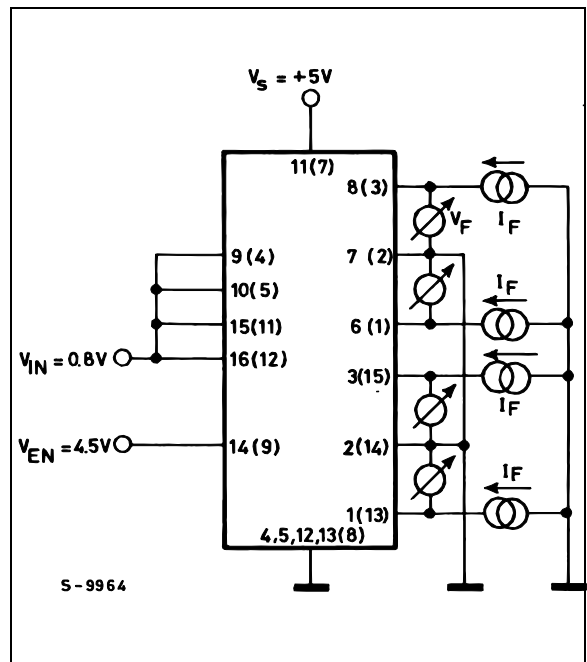 Vs = +5V
11(7)
8(3)
IF
VF
9(4)
7 (2)
10(5)
IF
15(11)
6(1)
VIN = 0.8V
16(12)
IF
3(15)
VEN = 4.5V
14(9)
2(14)
IF
1(13)
4,5,12,13(8)
S-9964